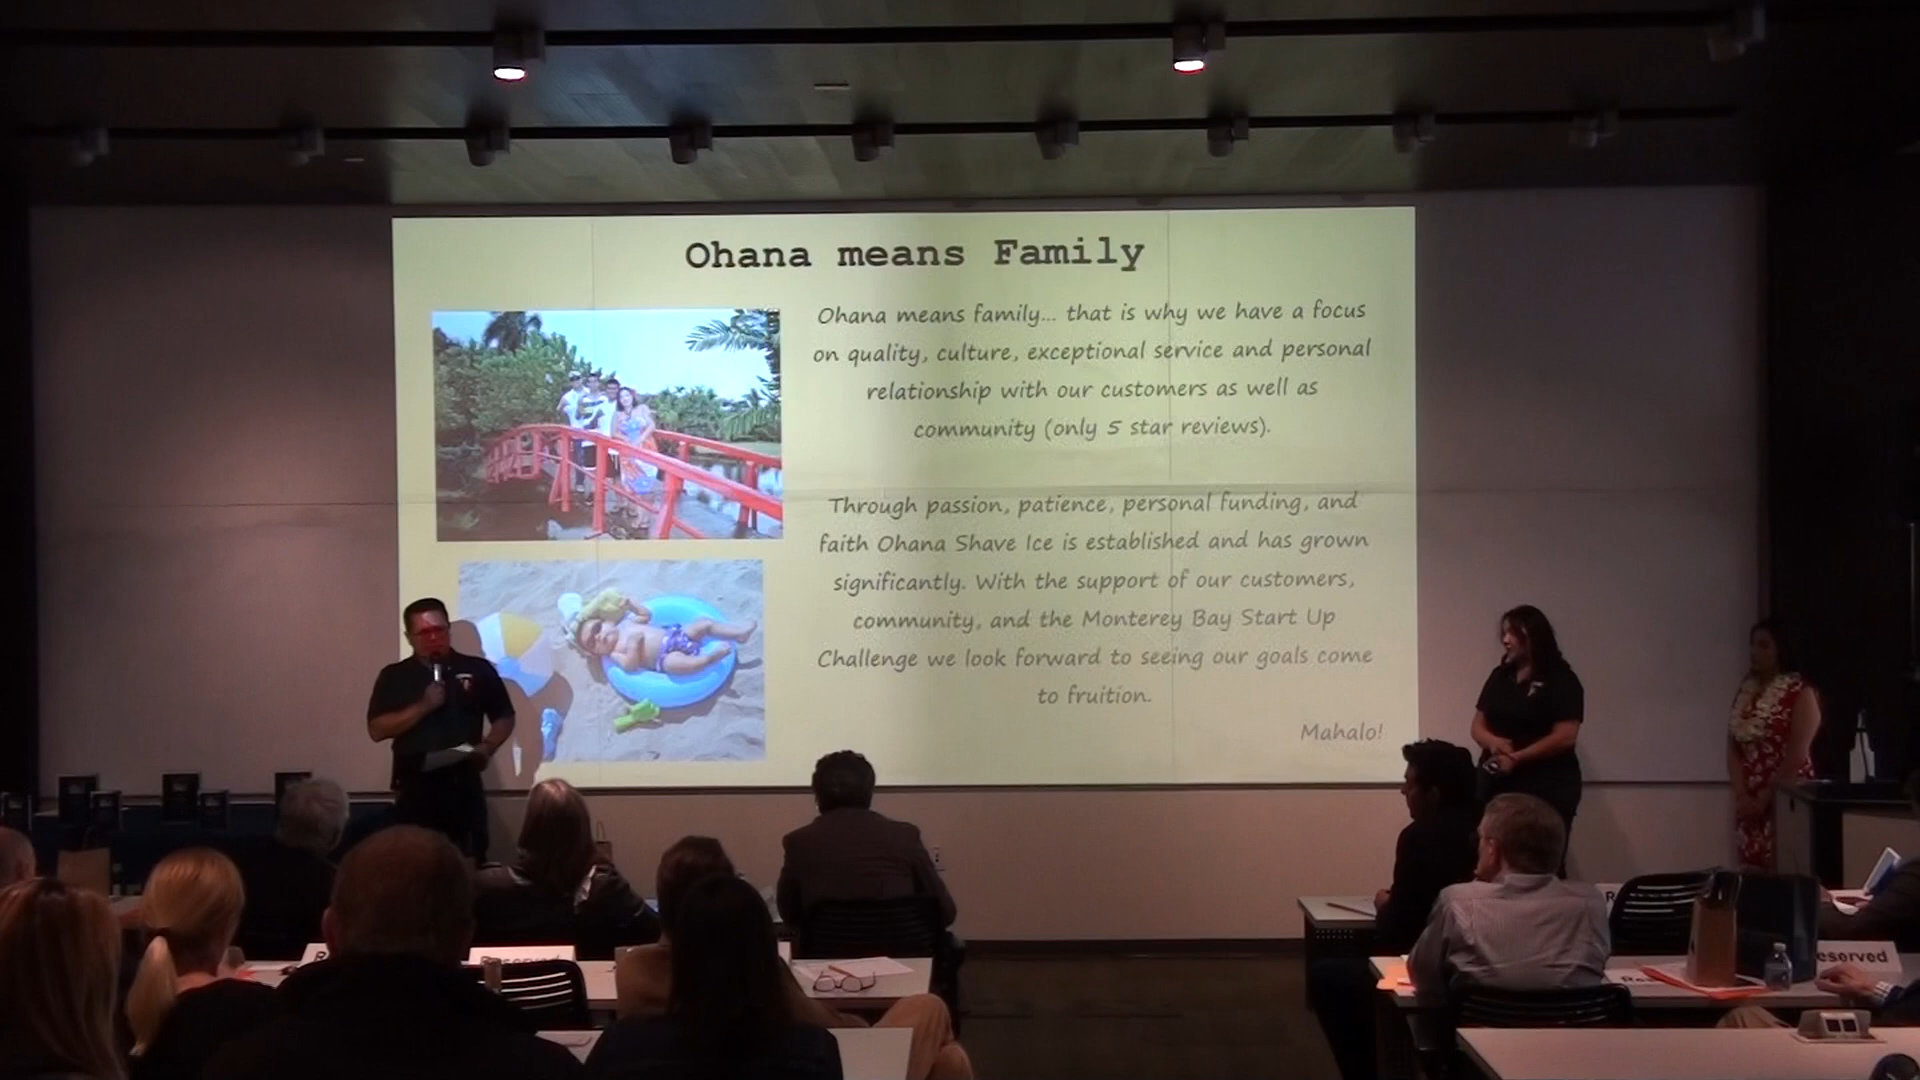 Ohana means Family
Ohana means family... that is why we have a focus
on quality, culture, exceptional service and personal
relationship with our customers as well as
community (only 5 star reviews).
Through passion, patience, personal funding, and
faith Ohana Shave Ice is established and has grown
significantly. With the support of our customers,
community, and the Monterey Bay Start Up
Challenge we look forward to seeing our goals come
to fruition.
Mahalo!
eserved